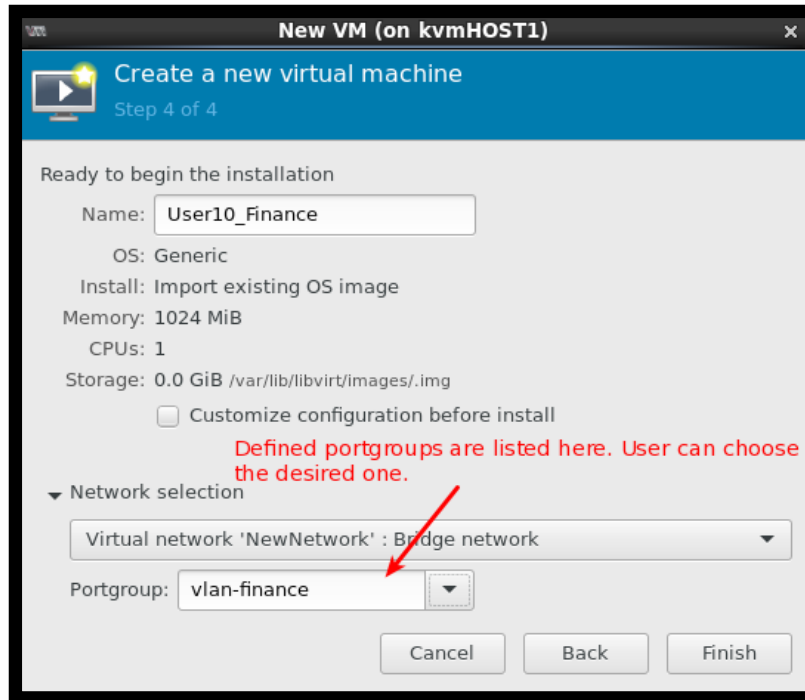 New VM (on kvmHOST1)
Create a new virtual machine
Step 4 of 4
Ready to begin the installation
Name: User10_Finance
OS: Generic
Install: Import existing OS image
Memory: 1024 MiB
CPUs: 1
Storage: 0.0 GiB /var/lib/libvirt/images/.img
Customize configuration before install
Defined portgroups are listed here. User can choose
the desired one.
Network selection
Virtual network 'NewNetwork' : Bridge network
Portgroup: vlan-finance
Cancel Back Finish